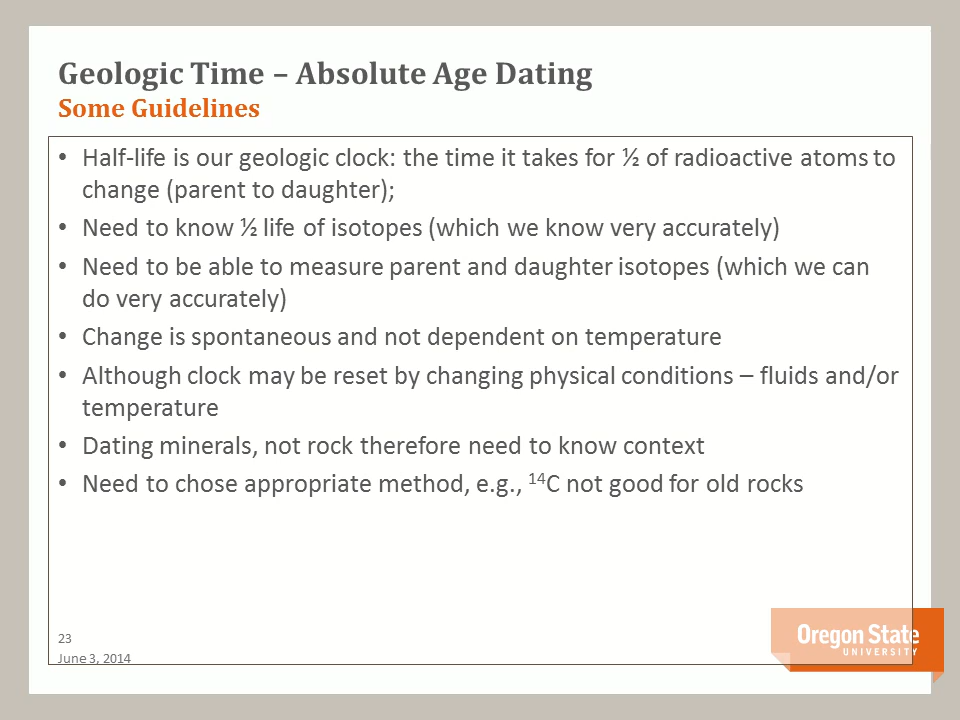 Geologic Time – Absolute Age Dating
Some Guidelines
• Half-life is our geologic clock: the time it takes for ½ of radioactive atoms to
change (parent to daughter);
• Need to know ½ life of isotopes (which we know very accurately)
• Need to be able to measure parent and daughter isotopes (which we can
do very accurately)
• Change is spontaneous and not dependent on temperature
• Although clock may be reset by changing physical conditions – fluids and/or
temperature
• Dating minerals, not rock therefore need to know context
• Need to chose appropriate method, e.g., ¹⁴C not good for old rocks
23
June 3, 2014
Oregon State
UNIVERSITY